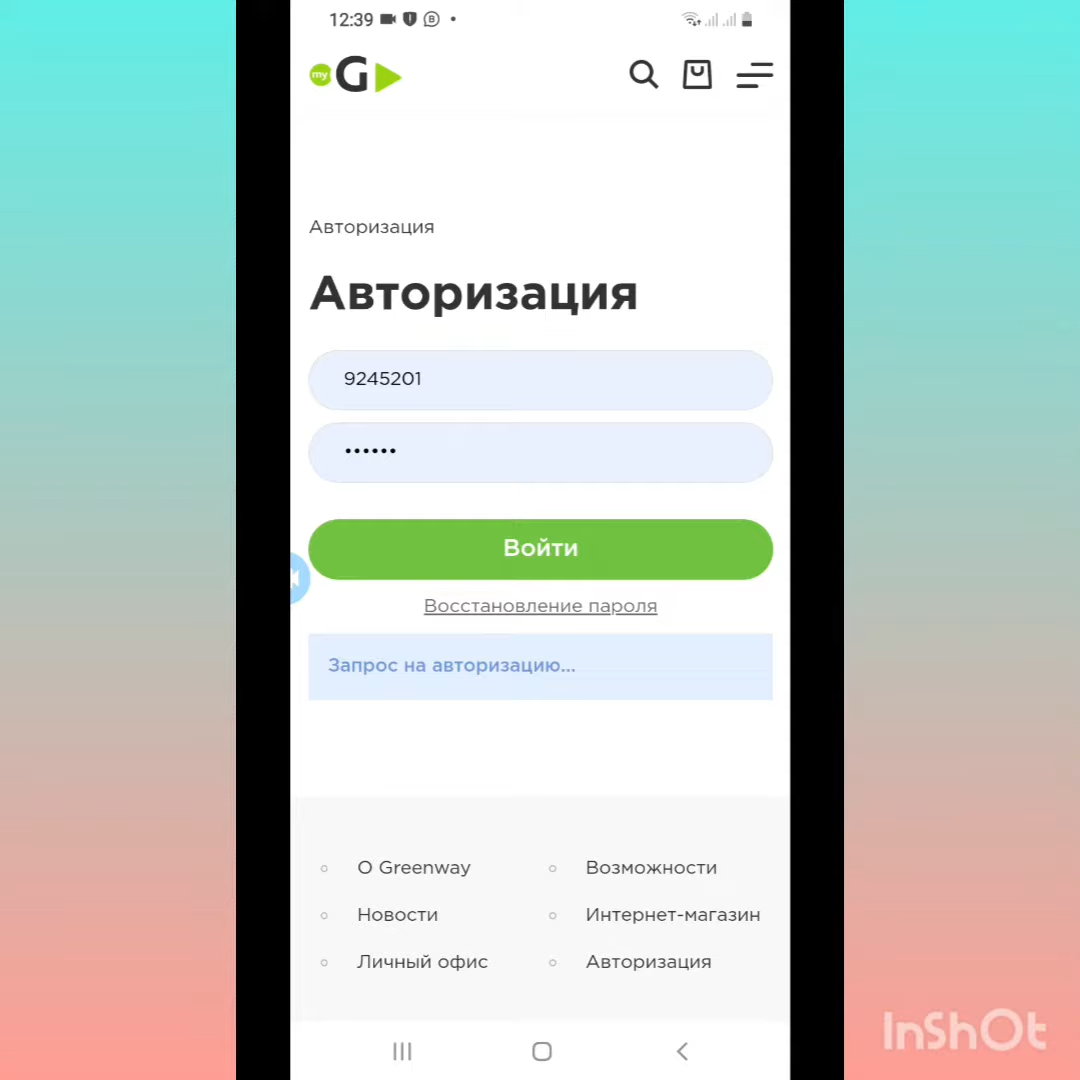 12:39
my G
Авторизация
Авторизация
9245201
••••••
Войти
Восстановление пароля
Запрос на авторизацию...
О Greenway
Возможности
Новости
Интернет-магазин
Личный офис
Авторизация
InShOt